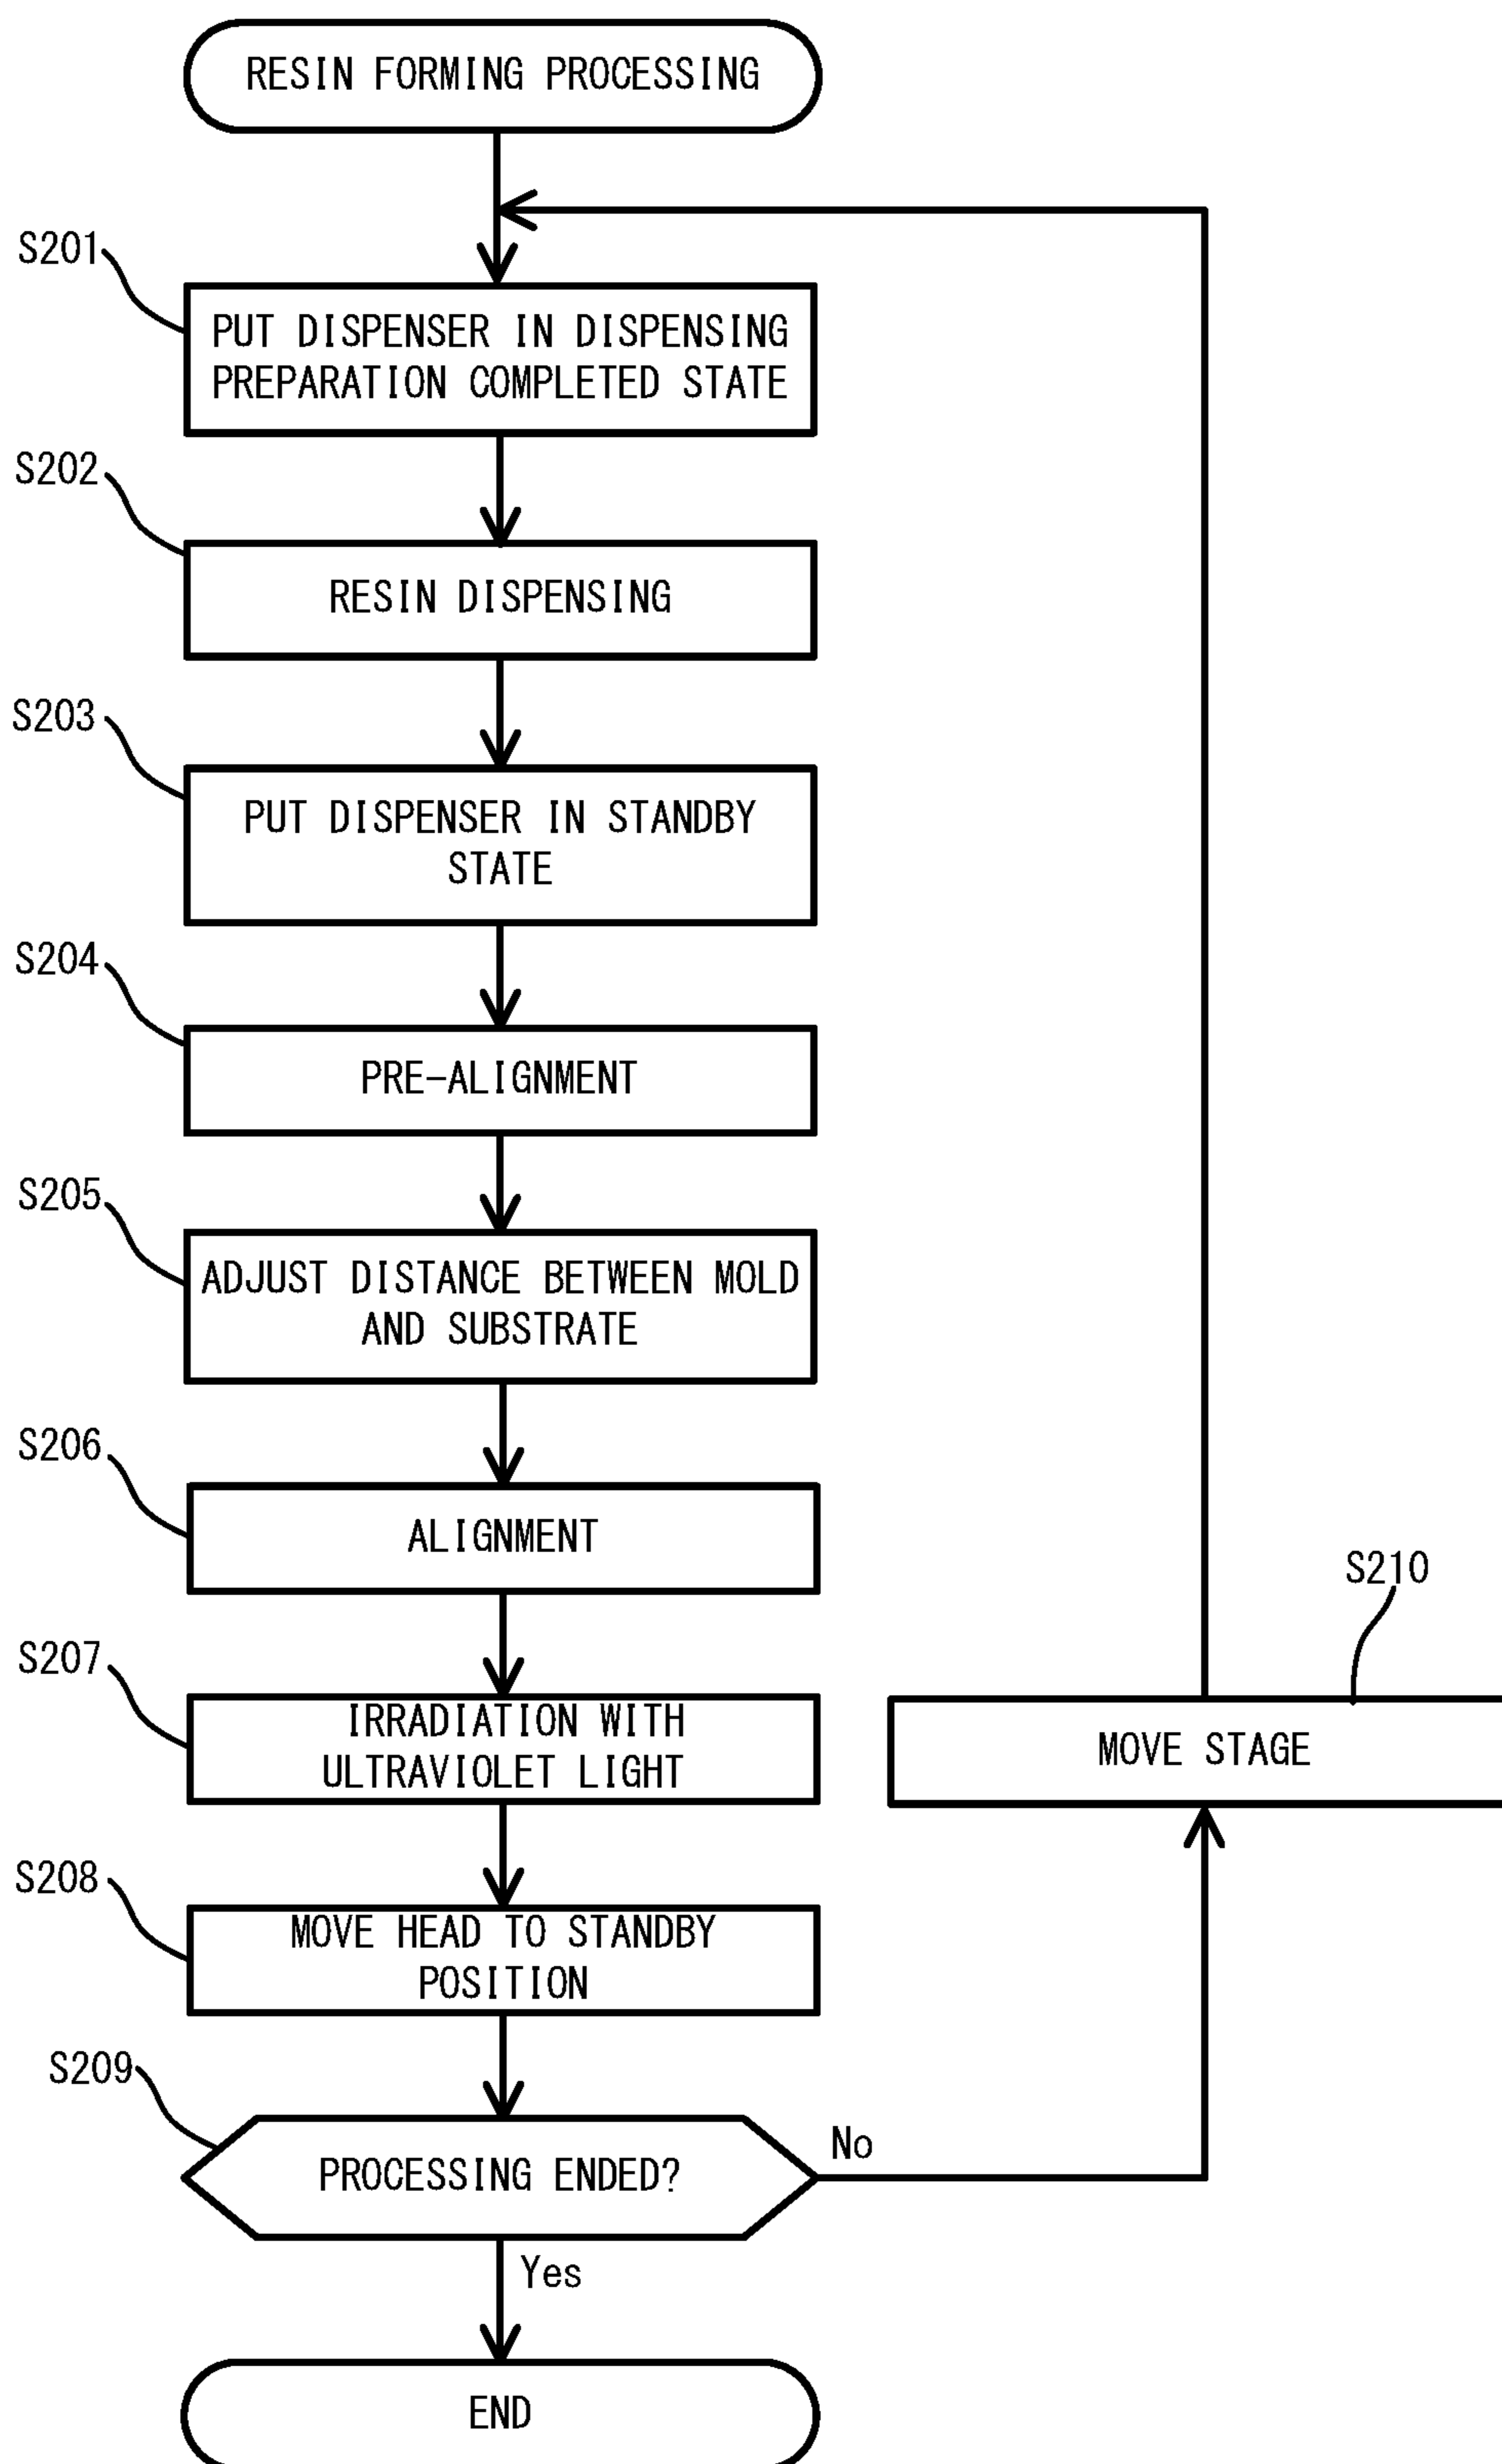 RESIN FORMING PROCESSING
S201
PUT DISPENSER IN DISPENSING
PREPARATION COMPLETED STATE
S202
RESIN DISPENSING
S203
PUT DISPENSER IN STANDBY
STATE
S204
PRE-ALIGNMENT
S205
ADJUST DISTANCE BETWEEN MOLD
AND SUBSTRATE
S206
ALIGNMENT
S210
MOVE STAGE
S207
IRRADIATION WITH
ULTRAVIOLET LIGHT
S208
MOVE HEAD TO STANDBY
POSITION
S209
PROCESSING ENDED?
No
Yes
END